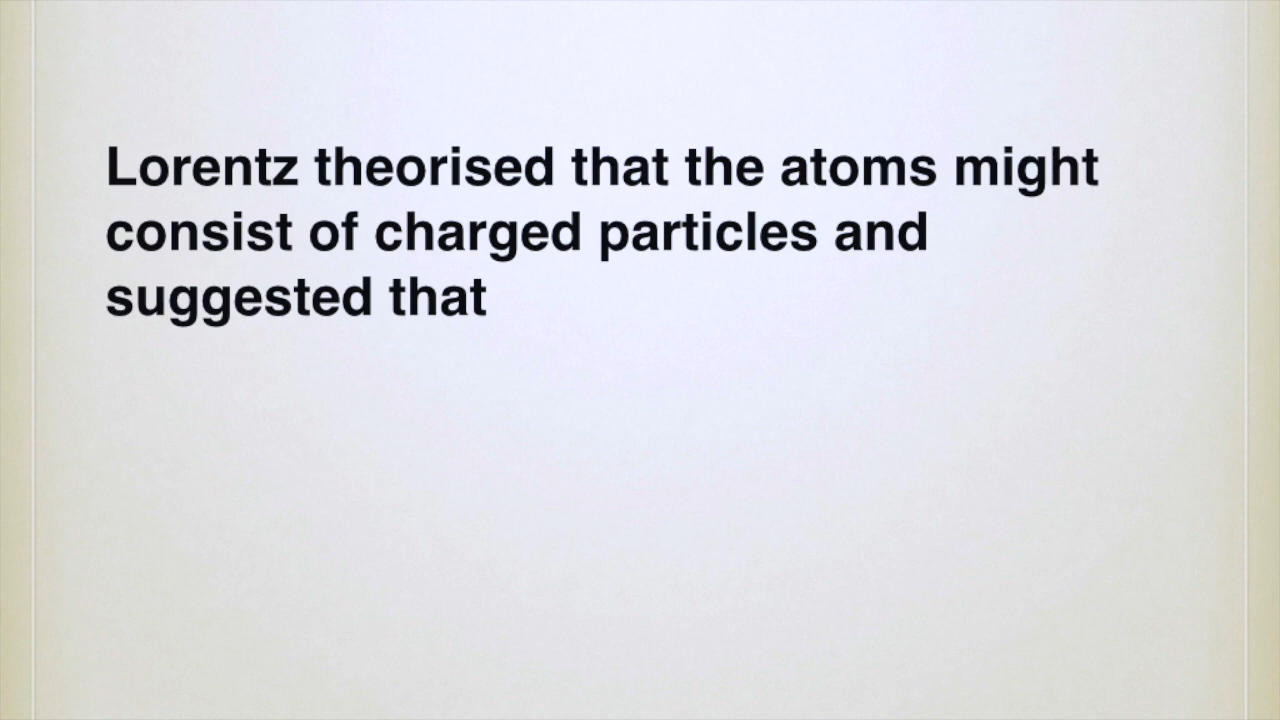 Lorentz theorised that the atoms might
consist of charged particles and
suggested that